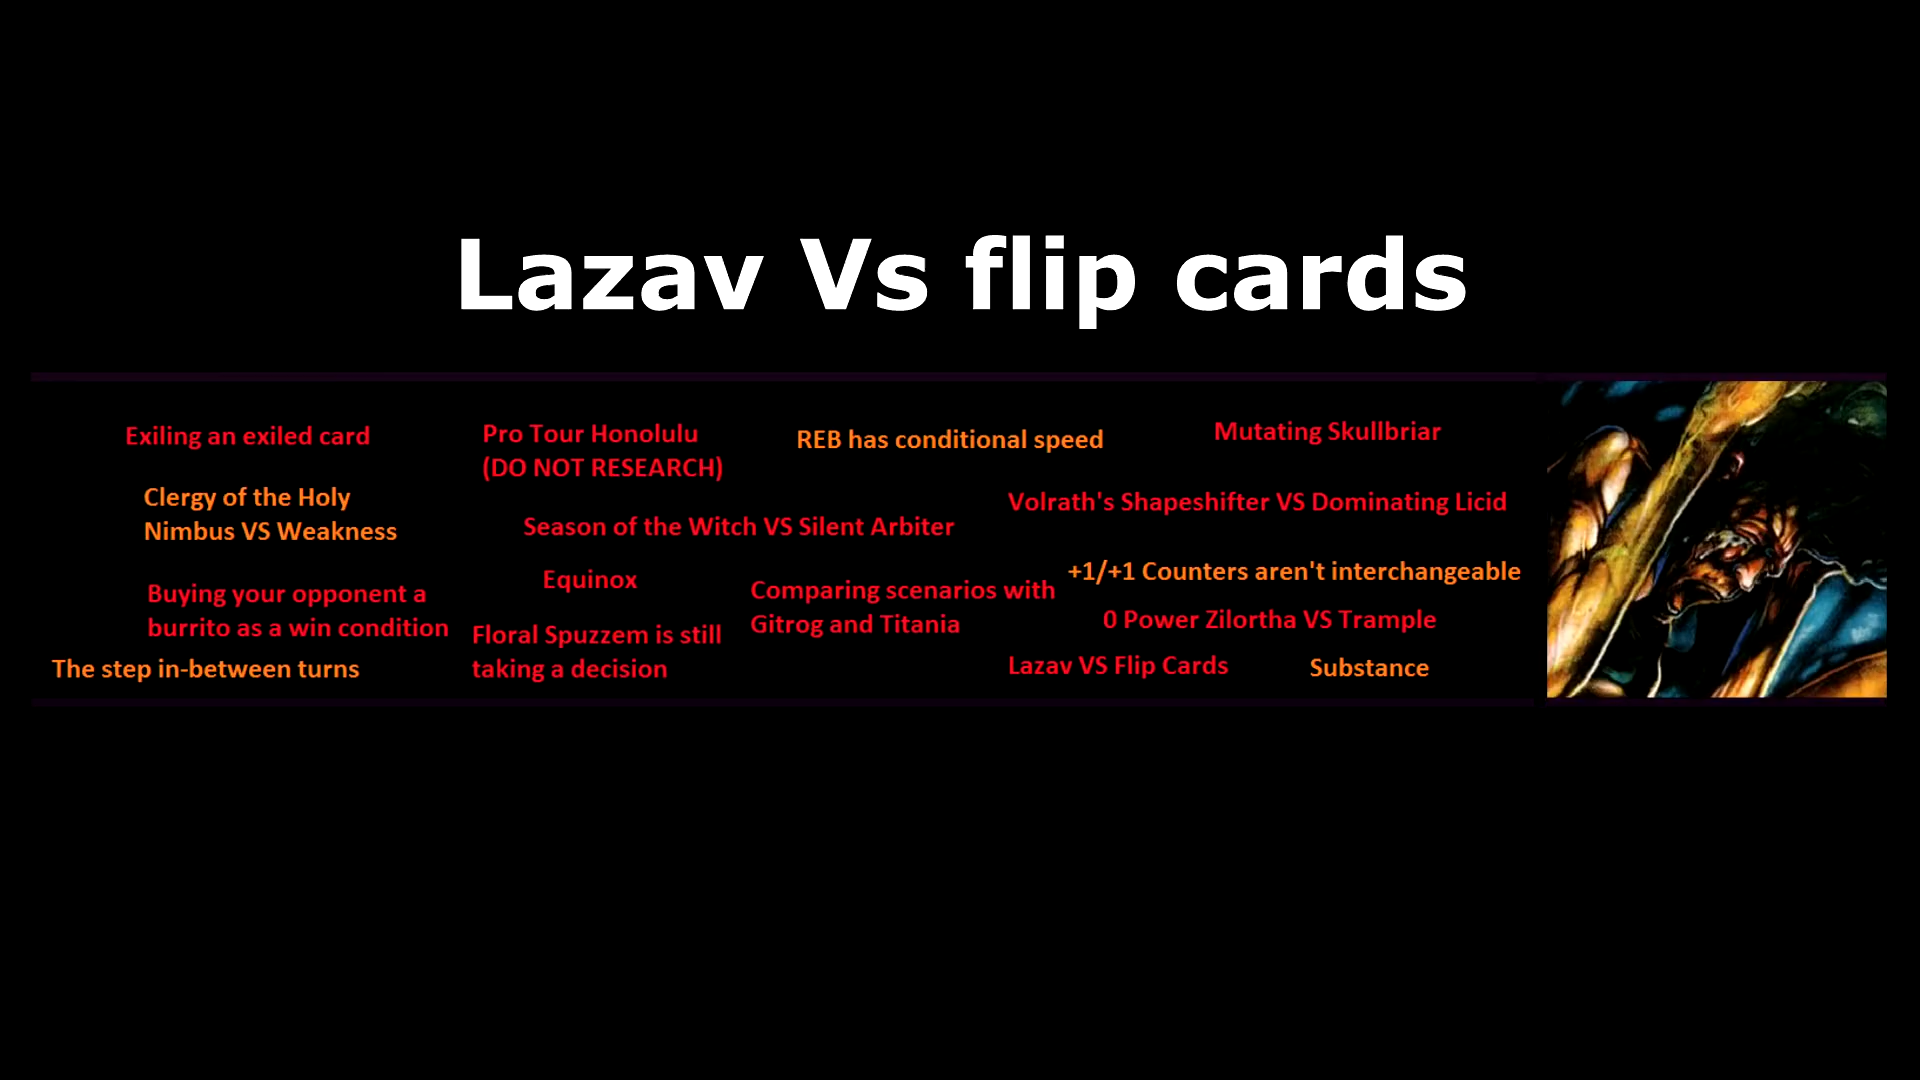 Lazav Vs flip cards
Exiling an exiled card
Pro Tour Honolulu
(DO NOT RESEARCH)
REB has conditional speed
Mutating Skullbriar
Clergy of the Holy
Nimbus VS Weakness
Season of the Witch VS Silent Arbiter
Volrath's Shapeshifter VS Dominating Licid
Buying your opponent a
burrito as a win condition
Equinox
Comparing scenarios with
Gitrog and Titania
+1/+1 Counters aren't interchangeable
0 Power Zilortha VS Trample
Floral Spuzzem is still
taking a decision
The step in-between turns
Lazav VS Flip Cards
Substance